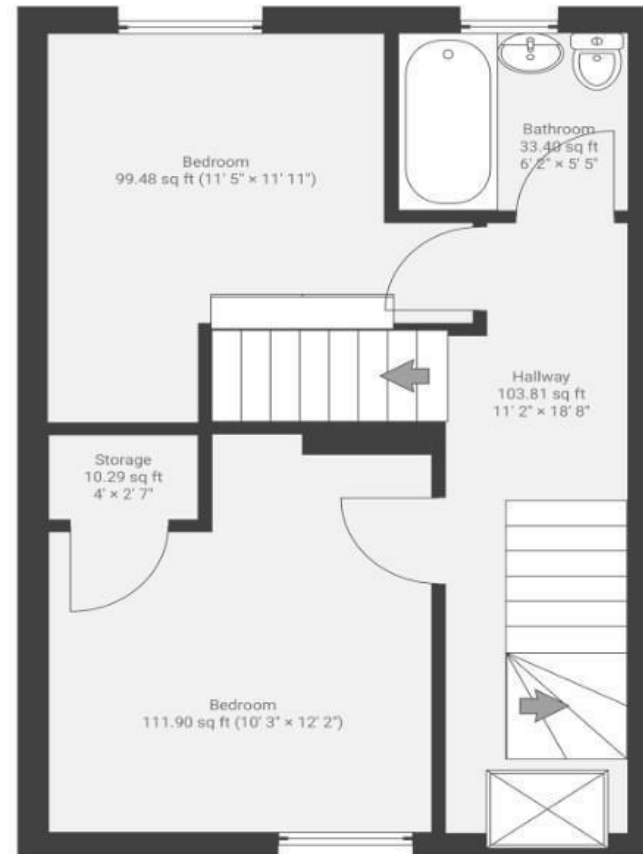 Bedroom
99.48 sq ft (11' 5" × 11' 11")
Bathroom
33.40 sq ft
6' 2" × 5' 5"
Hallway
103.81 sq ft
11' 2" × 18' 8"
Storage
10.29 sq ft
4' × 2' 7"
Bedroom
111.90 sq ft (10' 3" × 12' 2")